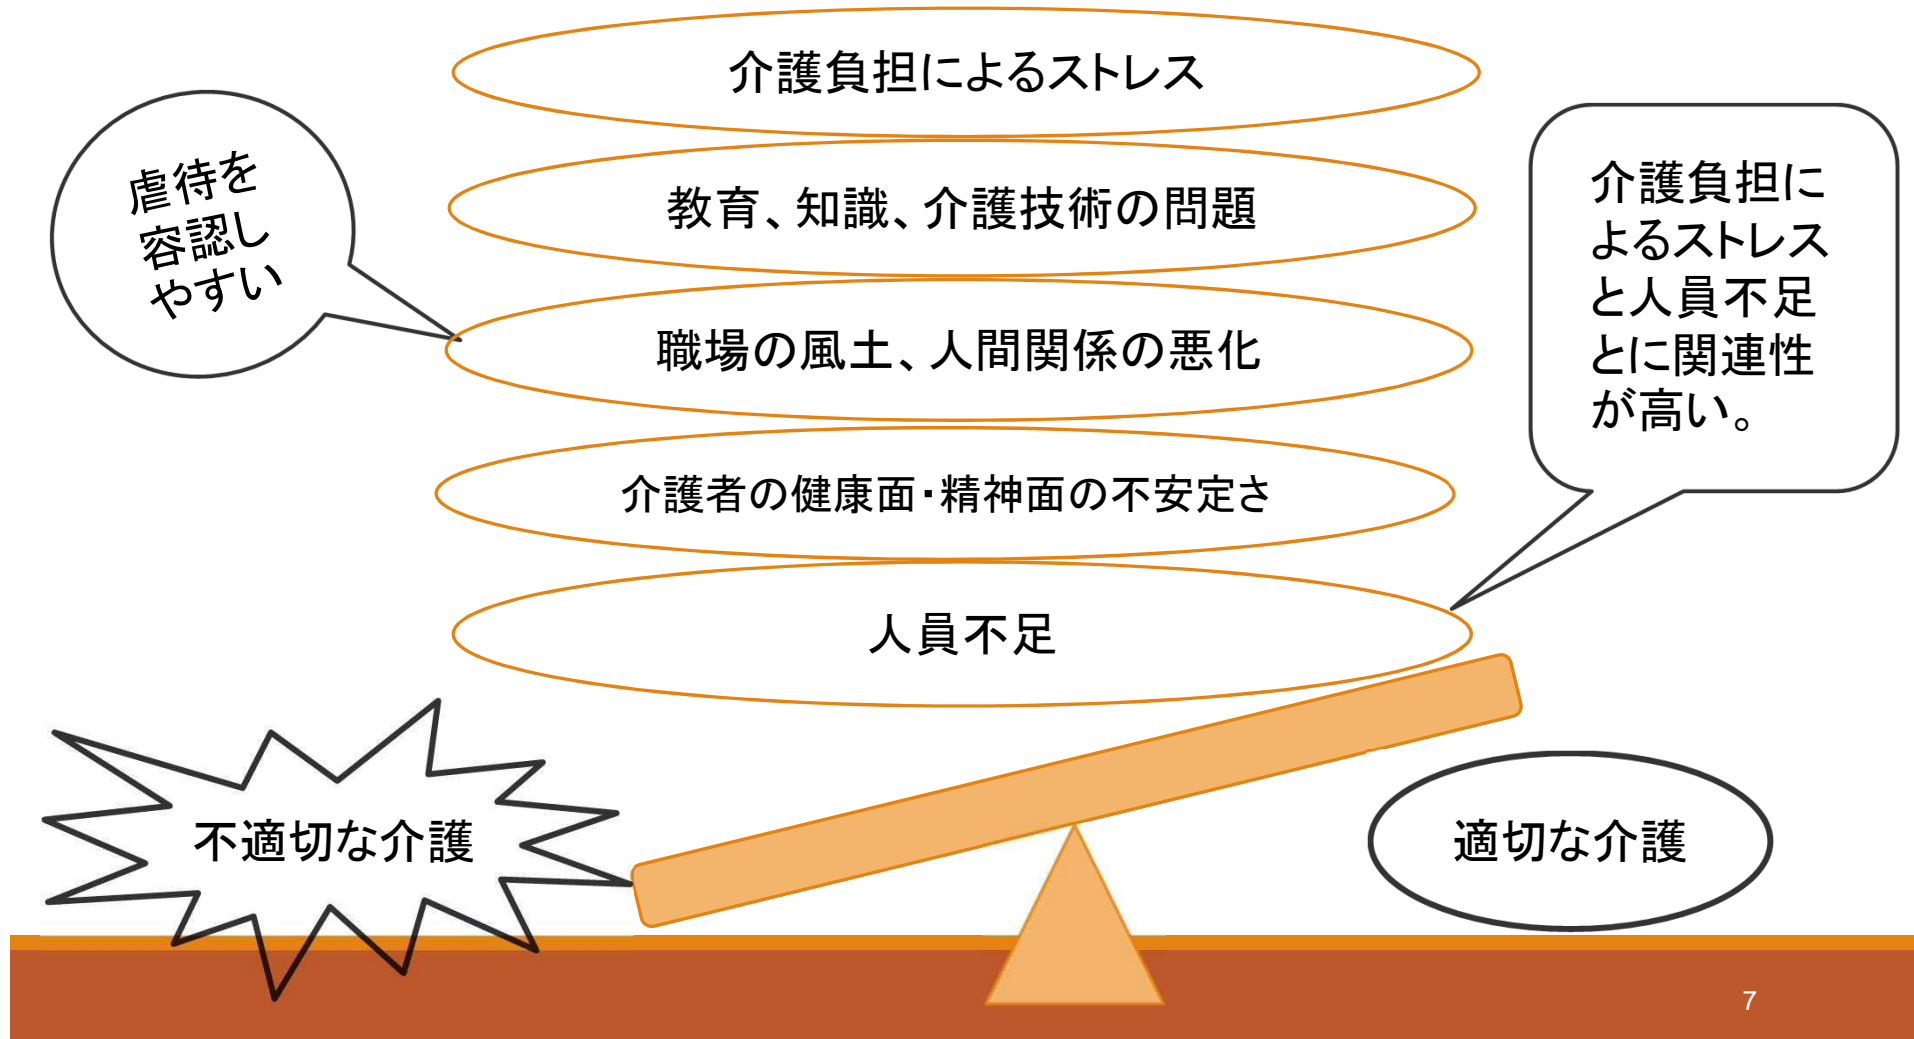 介護負担によるストレス
虐待を
容認し
やすい
教育、知識、介護技術の問題
介護負担に
よるストレス
と人員不足
とに関連性
が高い。
職場の風土、人間関係の悪化
介護者の健康面・精神面の不安定さ
人員不足
不適切な介護
適切な介護
7